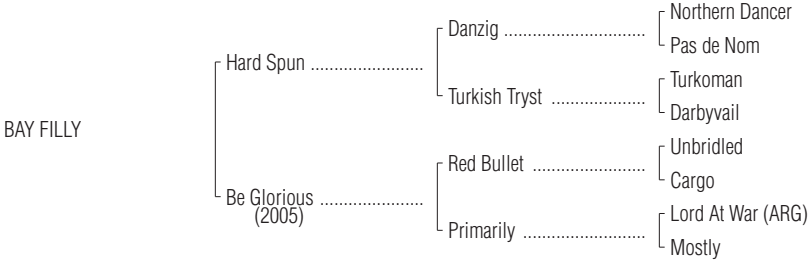 Northern Dancer
Danzig ..............................
Pas de Nom
Hard Spun ........................
Turkoman
Turkish Tryst ....................
Darbyvail
BAY FILLY
Unbridled
Red Bullet ........................
Cargo
Be Glorious ......................
(2005)
Lord At War (ARG)
Primarily ..........................
Mostly